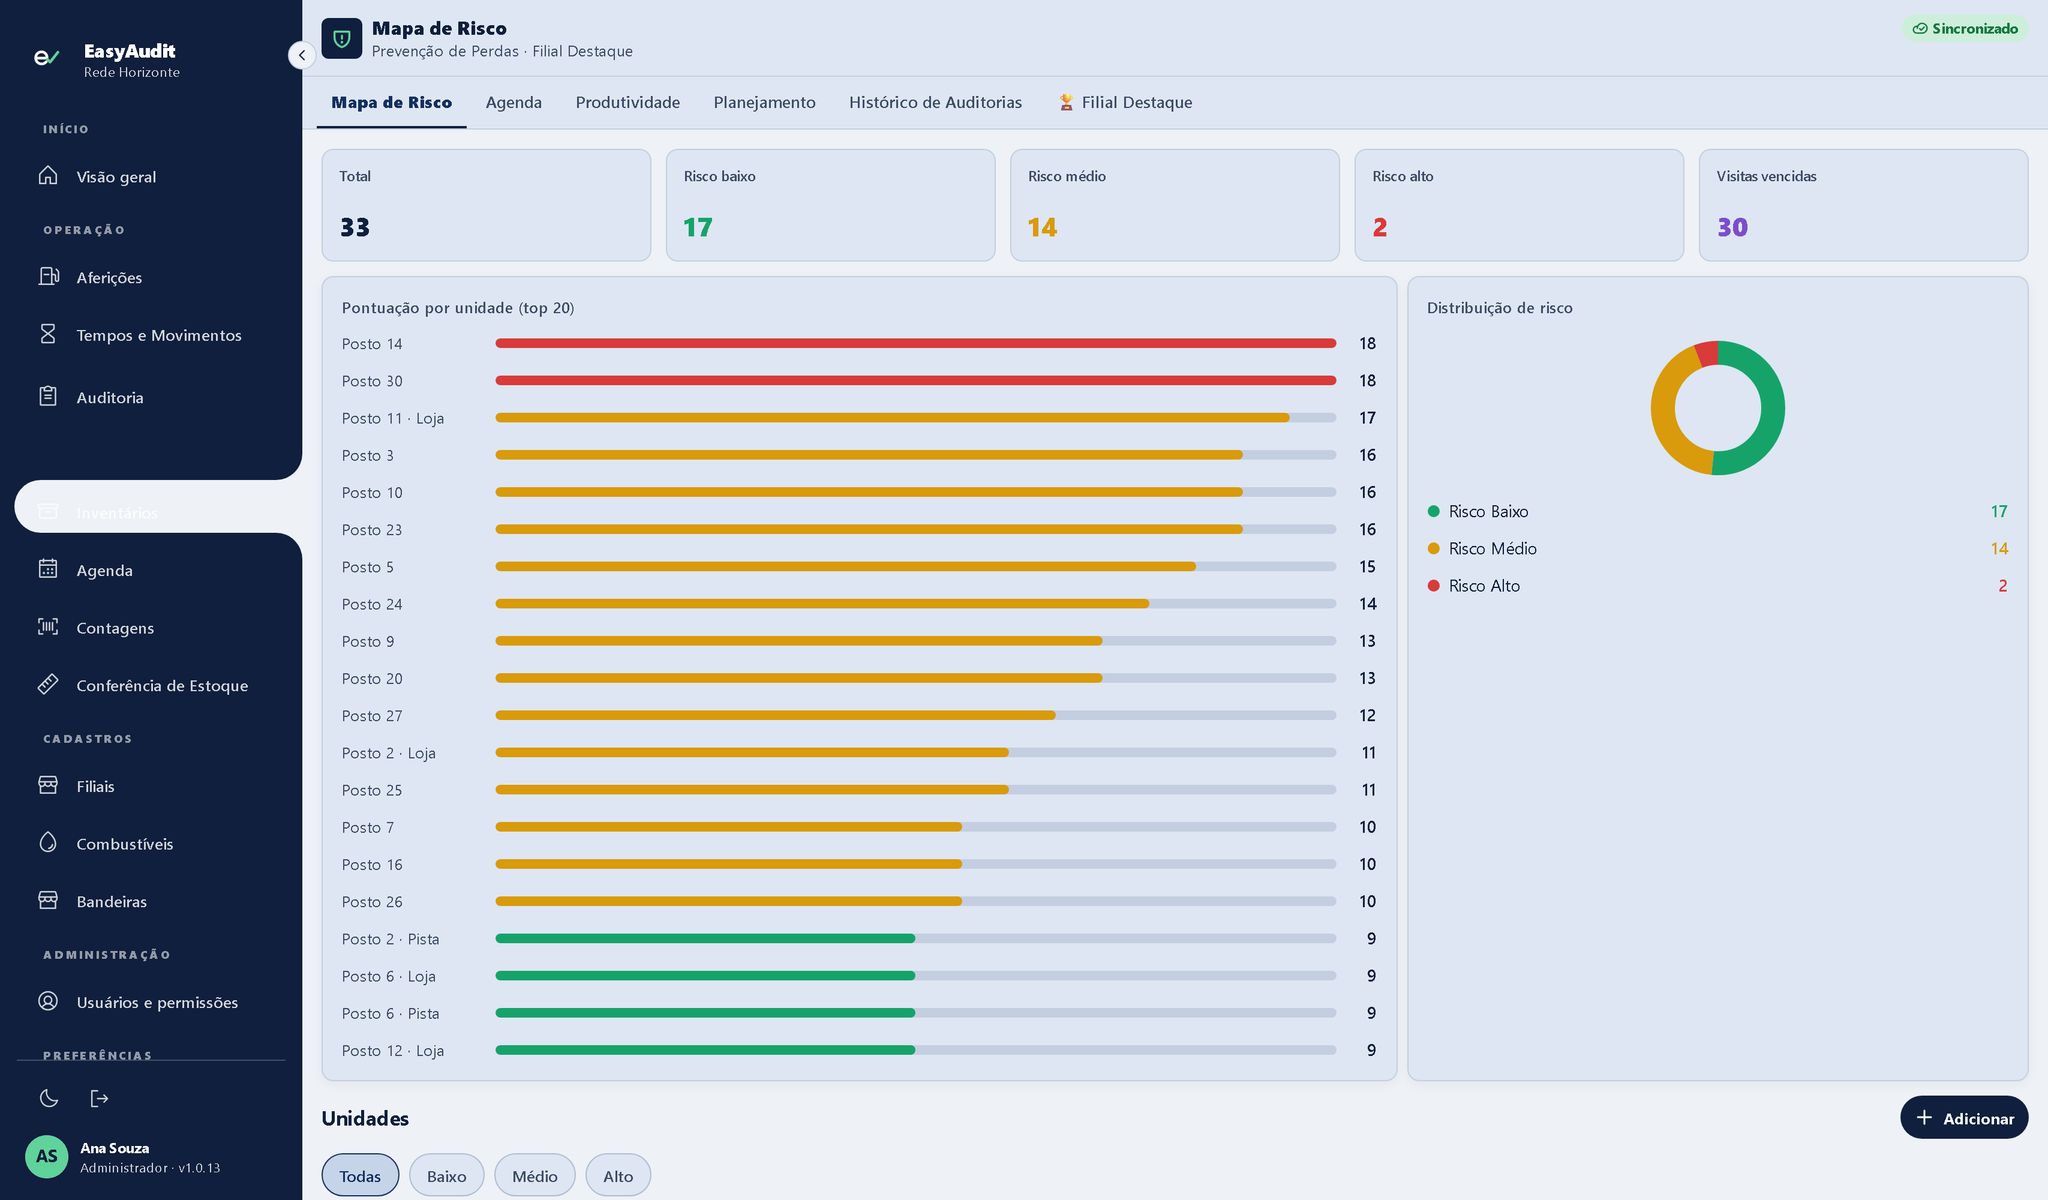 EasyAudit
Rede Horizonte
INÍCIO
Visão geral
OPERAÇÃO
Aferições
Tempos e Movimentos
Auditoria
Inventários
Agenda
Contagens
Conferência de Estoque
CADASTROS
Filiais
Combustíveis
Bandeiras
ADMINISTRAÇÃO
Usuários e permissões
PREFERÊNCIAS
AS
Ana Souza
Administrador · v1.0.13
Mapa de Risco
Prevenção de Perdas · Filial Destaque
Sincronizado
Mapa de Risco Agenda Produtividade Planejamento Histórico de Auditorias Filial Destaque
Total
33
Risco baixo
17
Risco médio
14
Risco alto
2
Visitas vencidas
30
Pontuação por unidade (top 20)
Posto 14 18
Posto 30 18
Posto 11 · Loja 17
Posto 3 16
Posto 10 16
Posto 23 16
Posto 5 15
Posto 24 14
Posto 9 13
Posto 20 13
Posto 27 12
Posto 2 · Loja 11
Posto 25 11
Posto 7 10
Posto 16 10
Posto 26 10
Posto 2 · Pista 9
Posto 6 · Loja 9
Posto 6 · Pista 9
Posto 12 · Loja 9
Distribuição de risco
Risco Baixo 17
Risco Médio 14
Risco Alto 2
Unidades
Adicionar
Todas Baixo Médio Alto